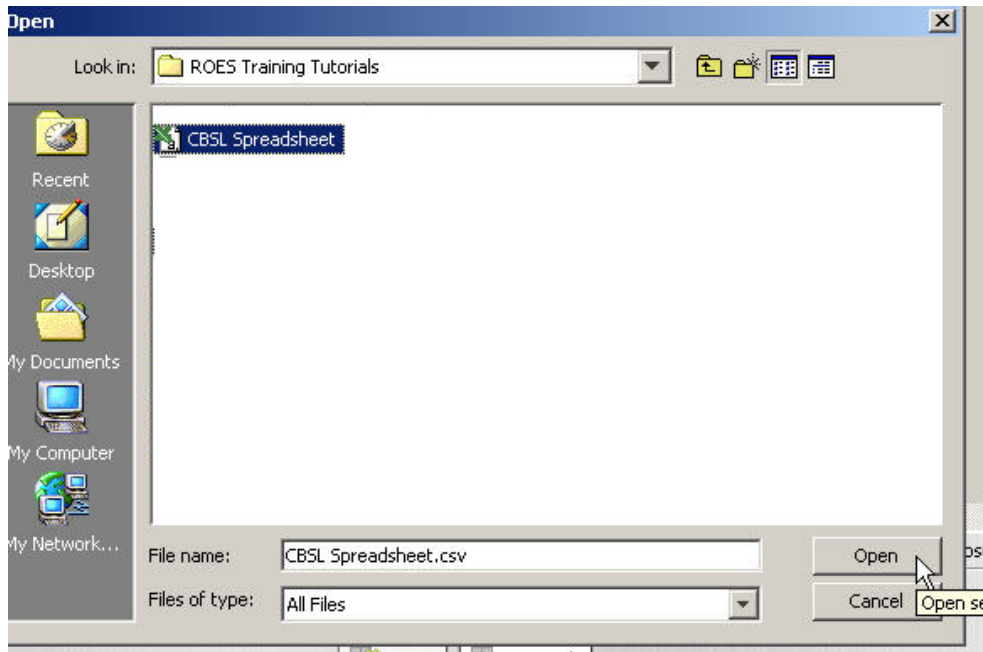 Open
Look in: ROES Training Tutorials
CBSL Spreadsheet
Recent
Desktop
My Documents
My Computer
My Network...
File name: CBSL Spreadsheet.csv Open
Files of type: All Files Cancel
Open se